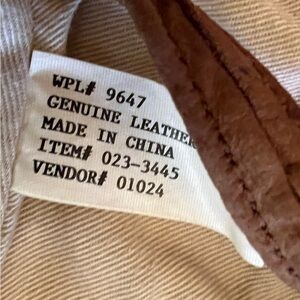 WPL# 9647
GENUINE LEATHER
MADE IN CHINA
ITEM# 023-3445
VENDOR# 01024